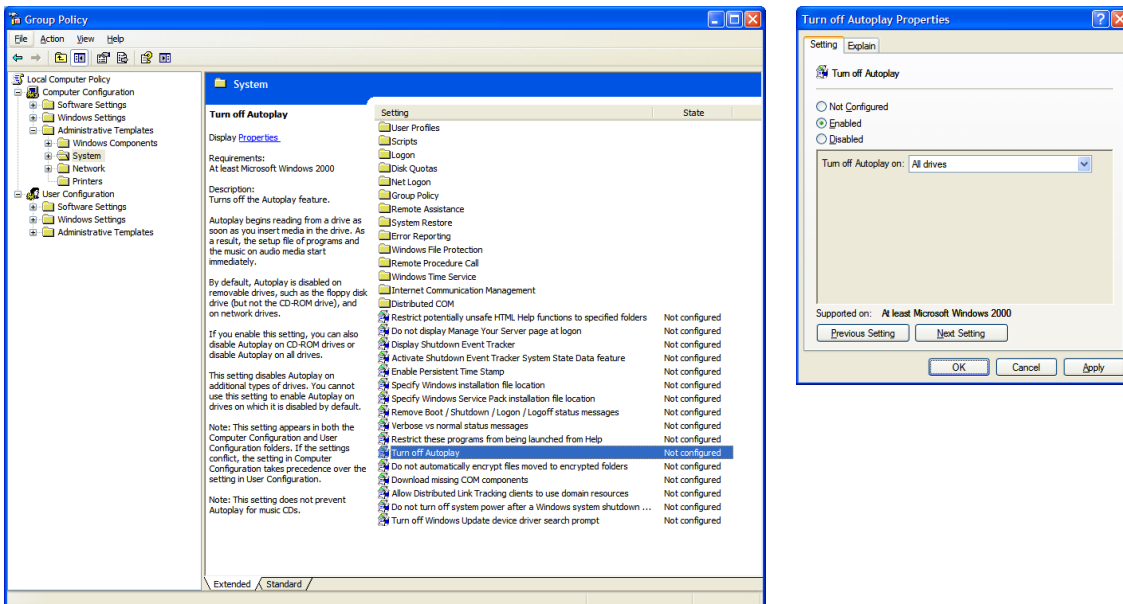 Group Policy
File Action View Help
Local Computer Policy
Computer Configuration
Software Settings
Windows Settings
Administrative Templates
Windows Components
System
Network
Printers
User Configuration
Software Settings
Windows Settings
Administrative Templates
System
Turn off Autoplay
Display Properties
Requirements:
At least Microsoft Windows 2000
Description:
Turns off the Autoplay feature.
Autoplay begins reading from a drive as
soon as you insert media in the drive. As
a result, the setup file of programs and
the music on audio media start
immediately.
By default, Autoplay is disabled on
removable drives, such as the floppy disk
drive (but not the CD-ROM drive), and
on network drives.
If you enable this setting, you can also
disable Autoplay on CD-ROM drives or
disable Autoplay on all drives.
This setting disables Autoplay on
additional types of drives. You cannot
use this setting to enable Autoplay on
drives on which it is disabled by default.
Note: This setting appears in both the
Computer Configuration and User
Configuration folders. If the settings
conflict, the setting in Computer
Configuration takes precedence over the
setting in User Configuration.
Note: This setting does not prevent
Autoplay for music CDs.
Setting State
User Profiles
Scripts
Logon
Disk Quotas
Net Logon
Group Policy
Remote Assistance
System Restore
Error Reporting
Windows File Protection
Remote Procedure Call
Windows Time Service
Internet Communication Management
Distributed COM
Restrict potentially unsafe HTML Help functions to specified folders Not configured
Do not display Manage Your Server page at logon Not configured
Display Shutdown Event Tracker Not configured
Activate Shutdown Event Tracker System State Data feature Not configured
Enable Persistent Time Stamp Not configured
Specify Windows installation file location Not configured
Specify Windows Service Pack installation file location Not configured
Remove Boot / Shutdown / Logon / Logoff status messages Not configured
Verbose vs normal status messages Not configured
Restrict these programs from being launched from Help Not configured
Turn off Autoplay Not configured
Do not automatically encrypt files moved to encrypted folders Not configured
Download missing COM components Not configured
Allow Distributed Link Tracking clients to use domain resources Not configured
Do not turn off system power after a Windows system shutdown ... Not configured
Turn off Windows Update device driver search prompt Not configured
Extended Standard
Turn off Autoplay Properties
Setting Explain
Turn off Autoplay
Not Configured
Enabled
Disabled
Turn off Autoplay on: All drives
Supported on: At least Microsoft Windows 2000
Previous Setting Next Setting
OK Cancel Apply